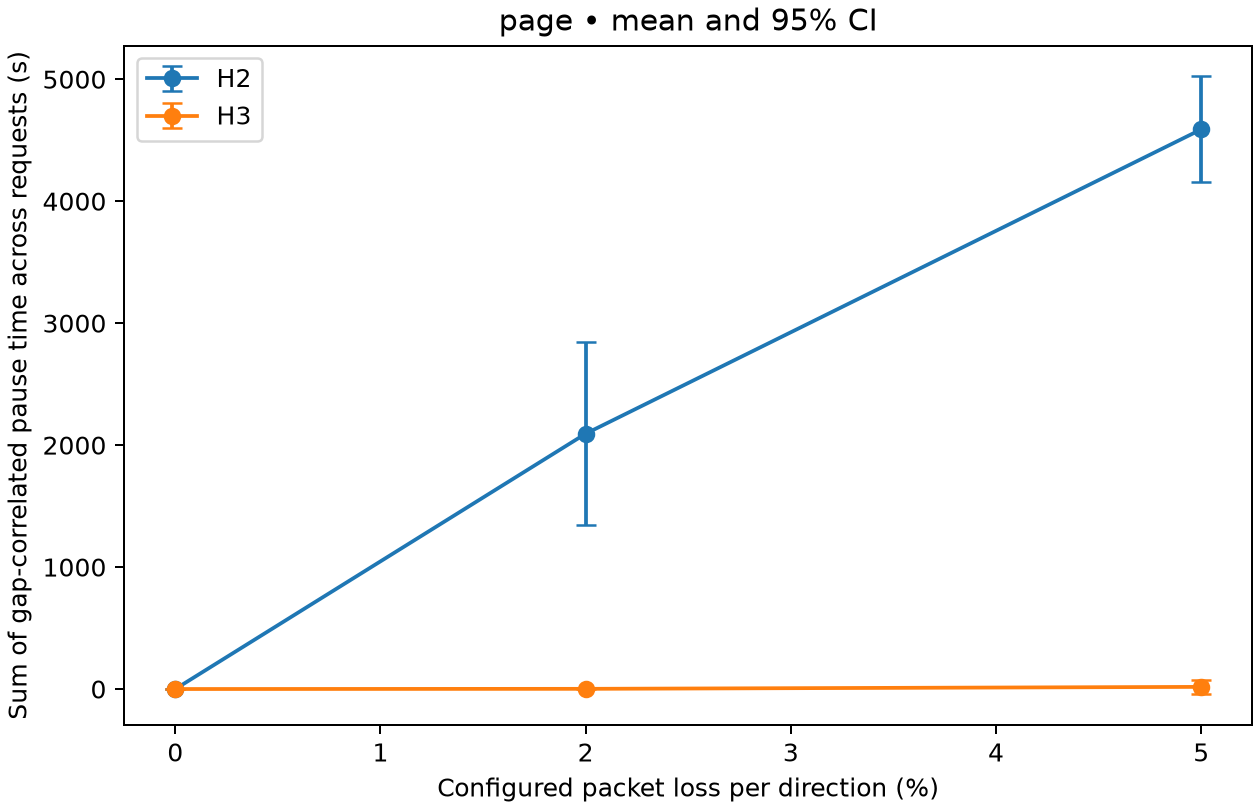 page • mean and 95% CI
H2
H3
Sum of gap-correlated pause time across requests (s)
5000
4000
3000
2000
1000
0
0 1 2 3 4 5
Configured packet loss per direction (%)